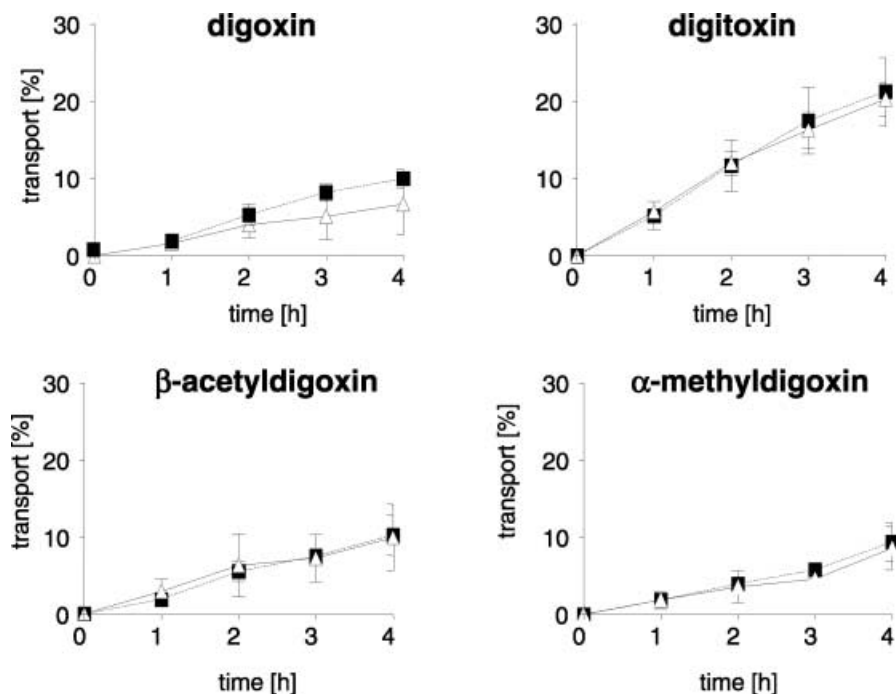 digoxin
30
20
10
0
transport [%]
0 1 2 3 4
time [h]
digitoxin
30
20
10
0
transport [%]
0 1 2 3 4
time [h]
β-acetyldigoxin
30
20
10
0
transport [%]
0 1 2 3 4
time [h]
α-methyldigoxin
30
20
10
0
transport [%]
0 1 2 3 4
time [h]